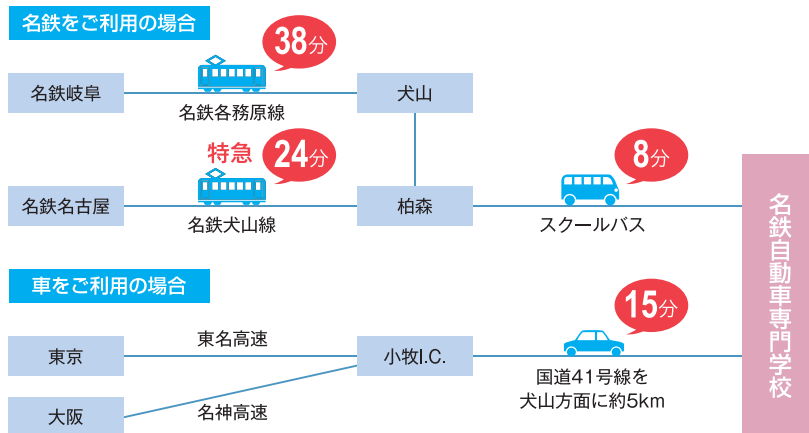 名鉄をご利用の場合
38分
名鉄岐阜
犬山
名鉄各務原線
特急
24分
8分
名鉄名古屋
柏森
名鉄犬山線
スクールバス
名鉄自動車専門学校
車をご利用の場合
15分
東名高速
東京
小牧I.C.
国道41号線を
犬山方面に約5km
大阪
名神高速